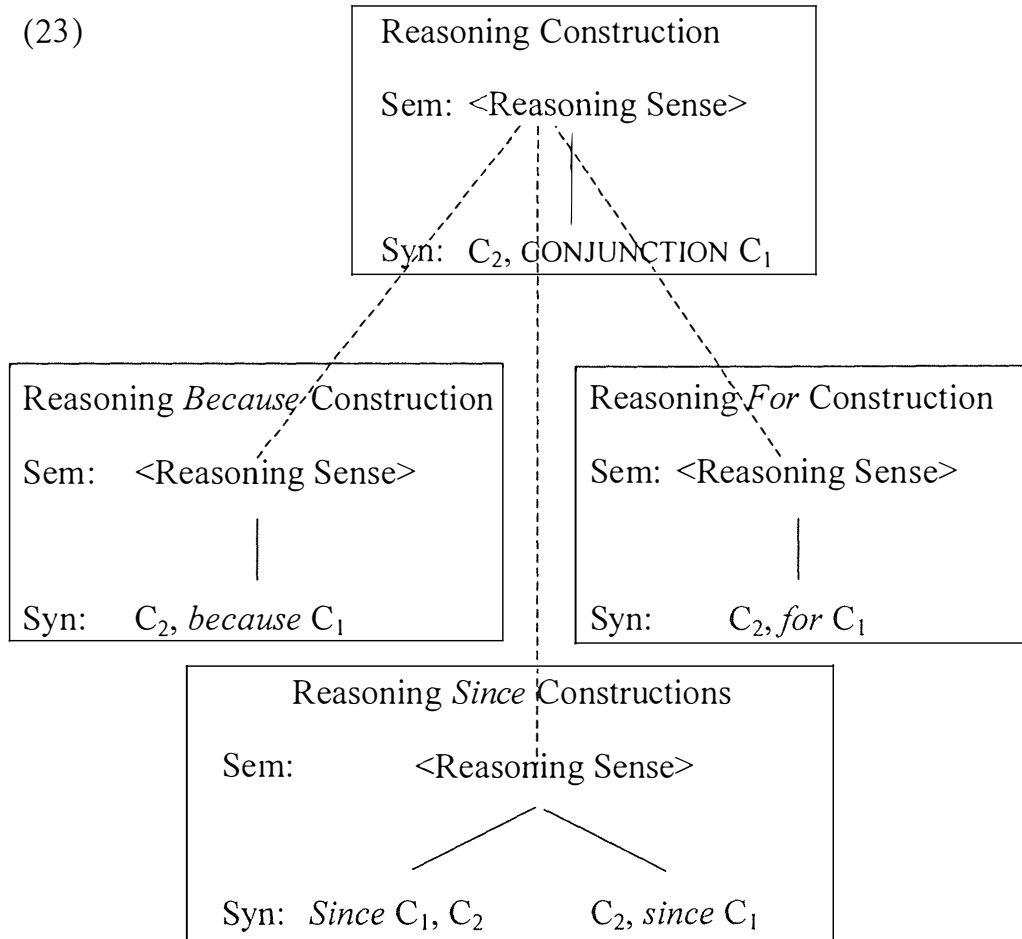 (23)
Reasoning Construction
Sem: <Reasoning Sense>
Syn: C₂, CONJUNCTION C₁
Reasoning Because Construction
Sem: <Reasoning Sense>
Syn: C₂, because C₁
Reasoning For Construction
Sem: <Reasoning Sense>
Syn: C₂, for C₁
Reasoning Since Constructions
Sem: <Reasoning Sense>
Syn: Since C₁, C₂ C₂, since C₁